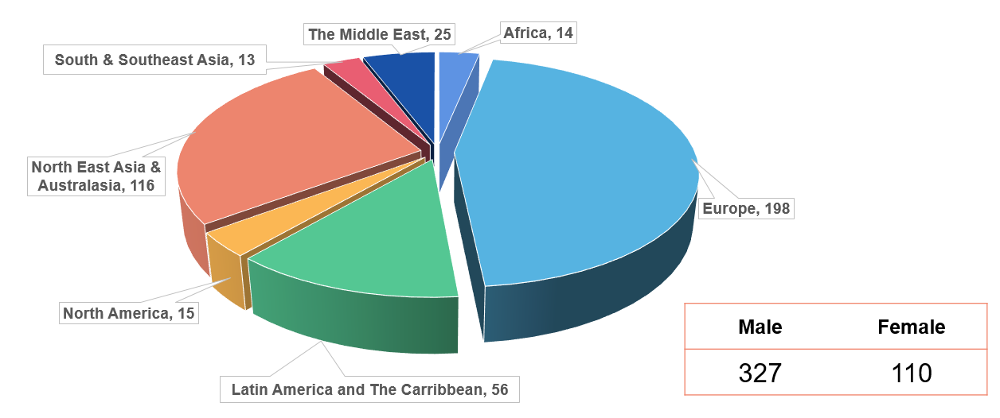 The Middle East, 25
Africa, 14
South & Southeast Asia, 13
North East Asia &
Australasia, 116
Europe, 198
North America, 15
Latin America and The Carribbean, 56
Male Female
327 110